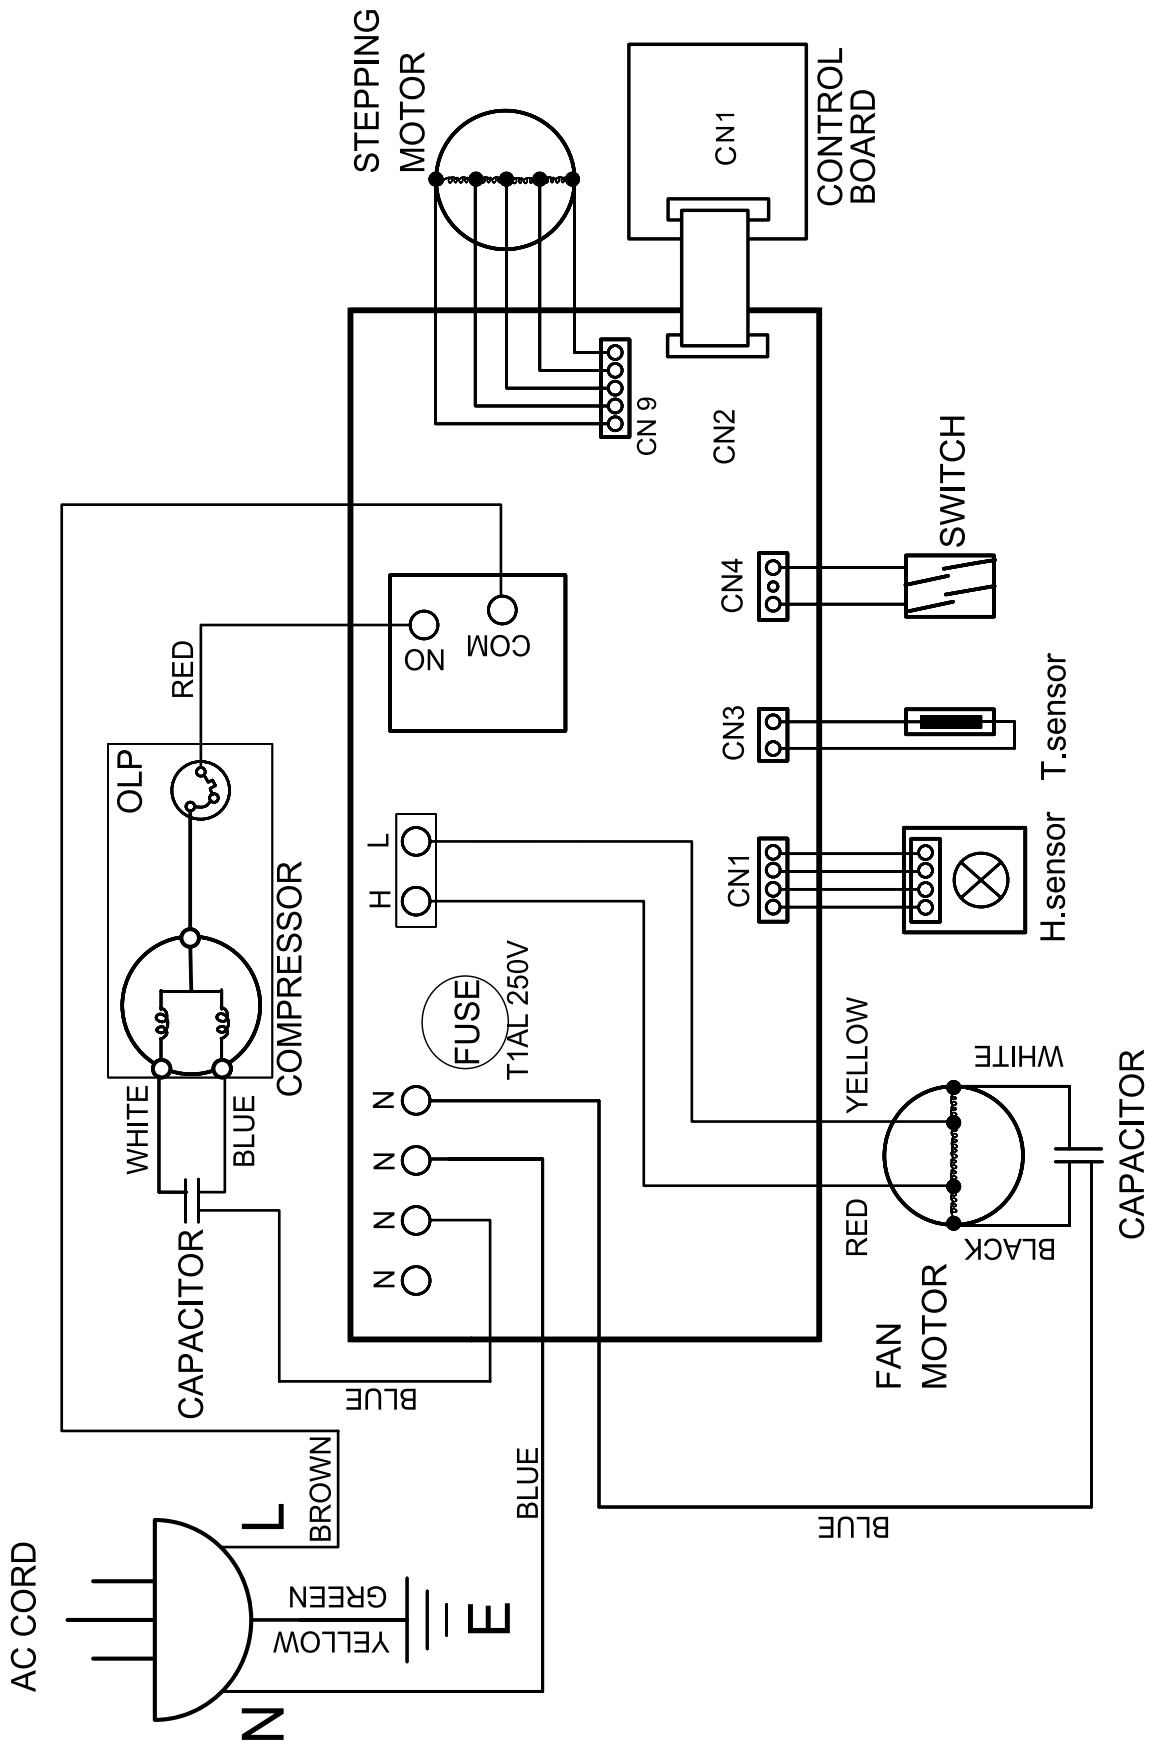 AC CORD
N
L
E
YELLOW
GREEN
BROWN
BLUE
BLUE
CAPACITOR
WHITE
BLUE
COMPRESSOR
OLP
RED
N
N
N
N
FUSE
T1AL 250V
H
L
NO
COM
STEPPING
MOTOR
CN 9
CN2
CN1
CONTROL
BOARD
CN1
CN3
CN4
H.sensor
T.sensor
SWITCH
BLUE
FAN
MOTOR
RED
YELLOW
BLACK
WHITE
CAPACITOR